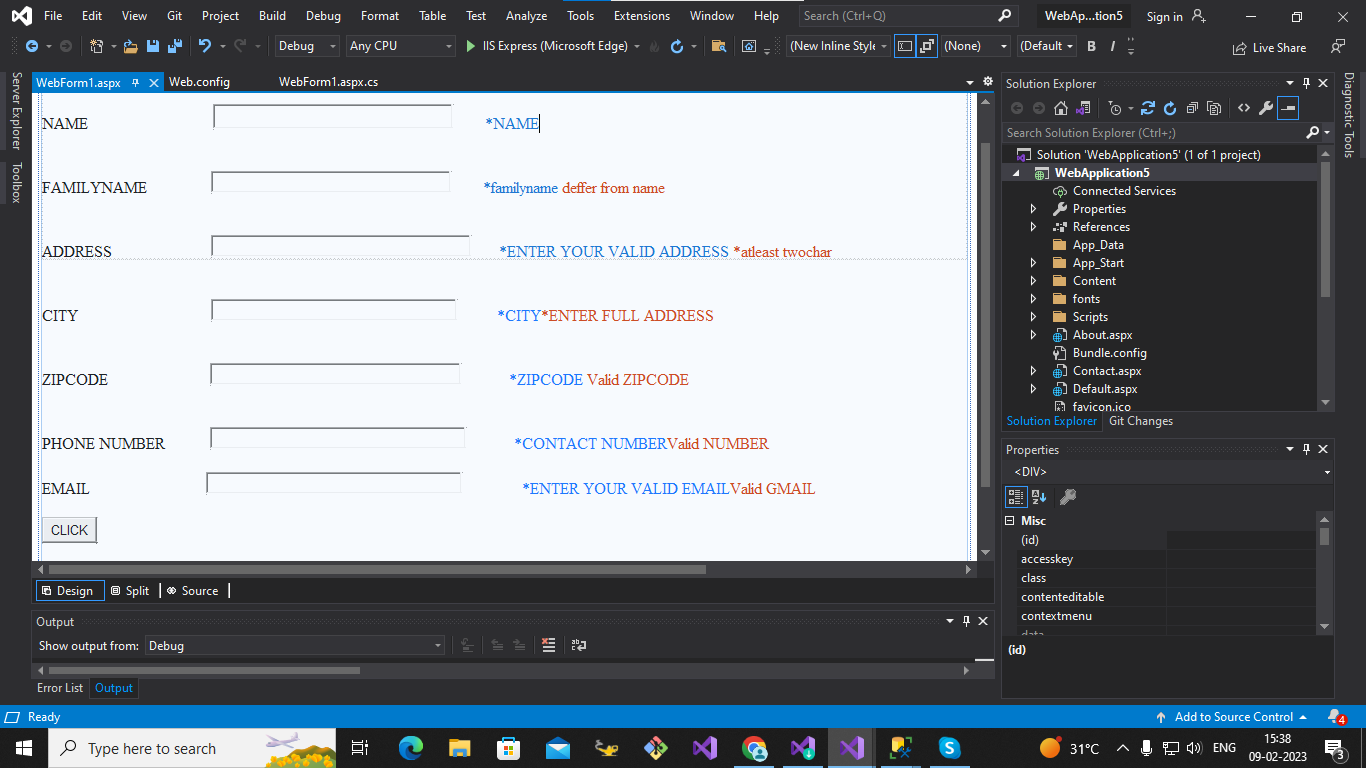 File Edit View Git Project Build Debug Format Table Test Analyze Tools Extensions Window Help Search (Ctrl+Q) WebAp...tion5 Sign in
Debug Any CPU IIS Express (Microsoft Edge) (New Inline Style (None) (Default B I Live Share
Server Explorer
Toolbox
WebForm1.aspx Web.config WebForm1.aspx.cs
NAME *NAME
FAMILYNAME *familyname deffer from name
ADDRESS *ENTER YOUR VALID ADDRESS *atleast twochar
CITY *CITY*ENTER FULL ADDRESS
ZIPCODE *ZIPCODE Valid ZIPCODE
PHONE NUMBER *CONTACT NUMBERValid NUMBER
EMAIL *ENTER YOUR VALID EMAILValid GMAIL
CLICK
Design Split Source
Output
Show output from: Debug
Error List Output
Solution Explorer
Search Solution Explorer (Ctrl+;)
Solution 'WebApplication5' (1 of 1 project)
WebApplication5
Connected Services
Properties
References
App_Data
App_Start
Content
fonts
Scripts
About.aspx
Bundle.config
Contact.aspx
Default.aspx
favicon.ico
Solution Explorer Git Changes
Properties
<DIV>
Misc
(id)
accesskey
class
contenteditable
contextmenu
data
(id)
Diagnostic Tools
Ready Add to Source Control 4
Type here to search 31°C ENG 15:38
09-02-2023 3